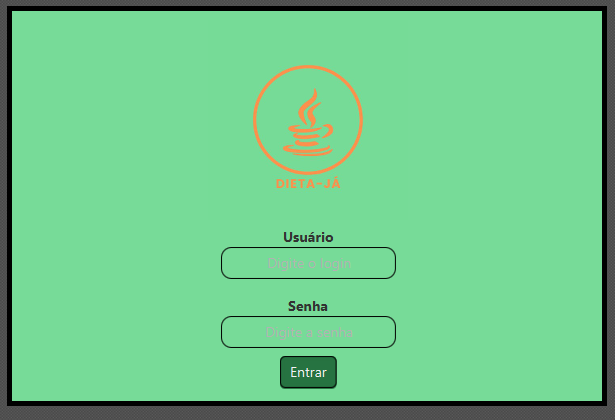 DIETA-JÁ
Usuário
Digite o login
Senha
Digite a senha
Entrar